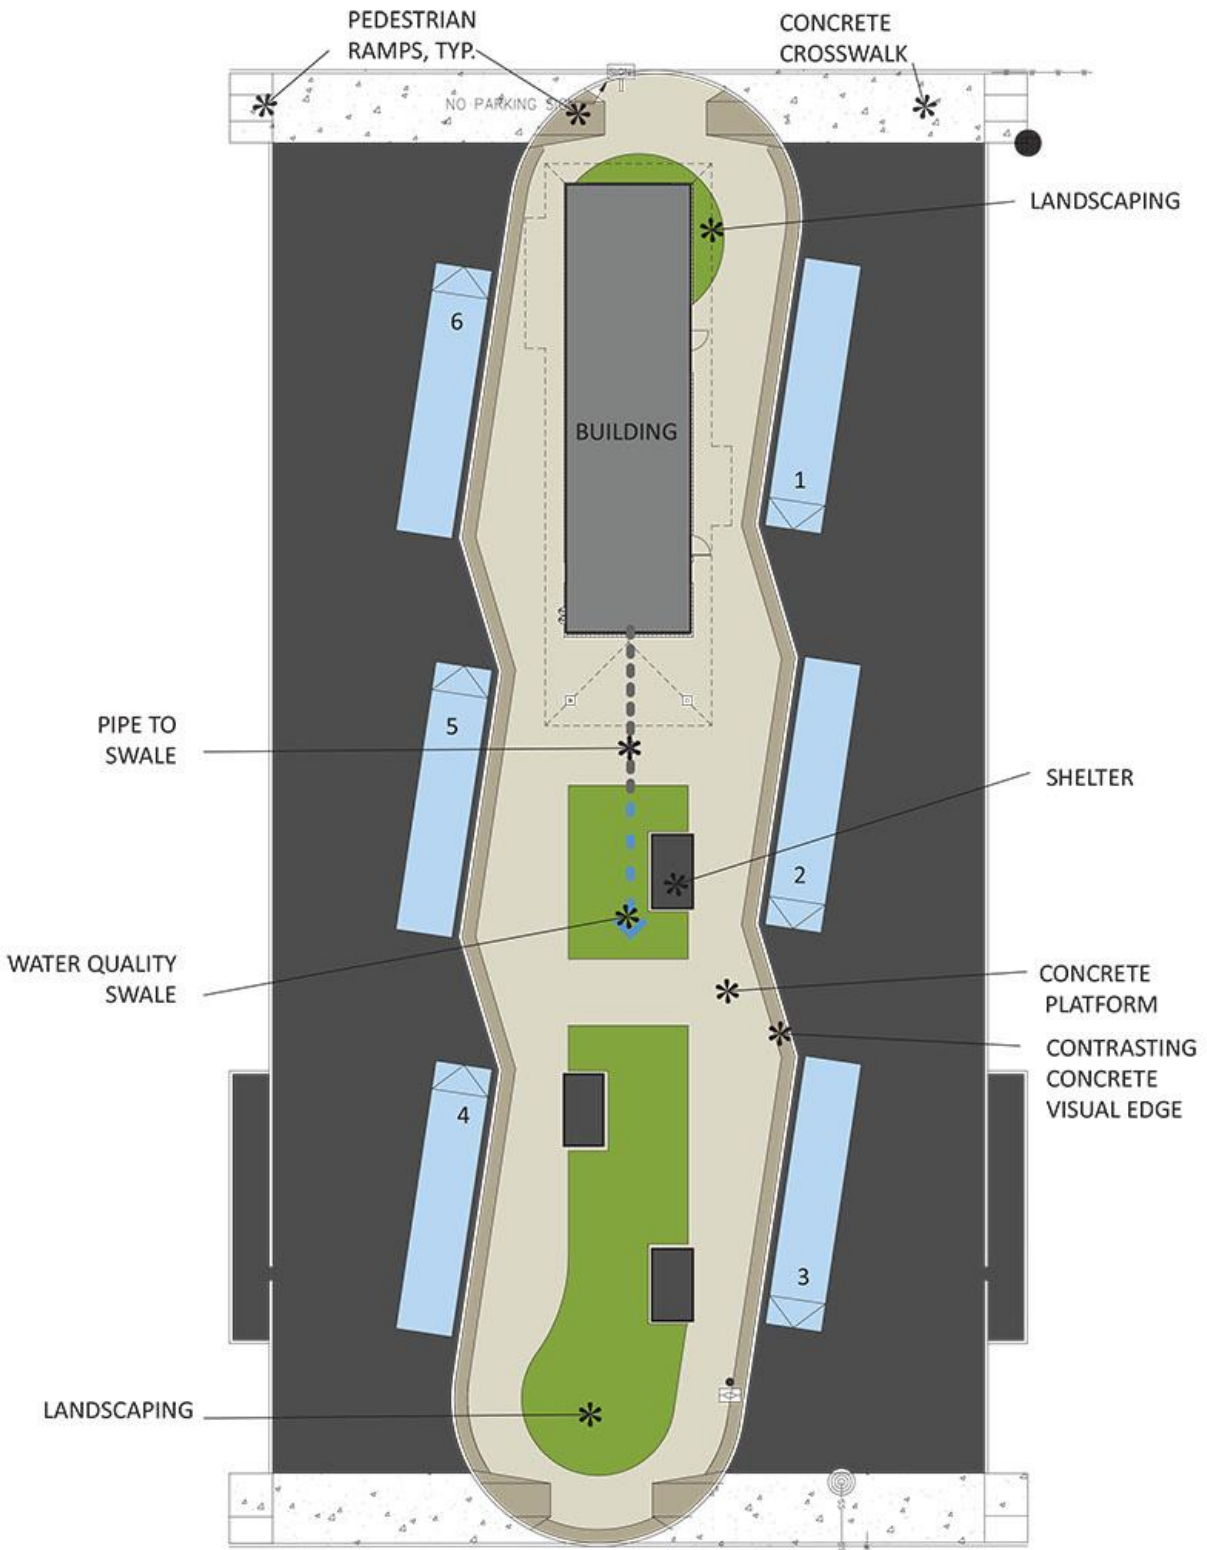 PEDESTRIAN
RAMPS, TYP.
CONCRETE
CROSSWALK
NO PARKING
LANDSCAPING
6
BUILDING
1
5
PIPE TO
SWALE
SHELTER
2
WATER QUALITY
SWALE
CONCRETE
PLATFORM
CONTRASTING
CONCRETE
VISUAL EDGE
4
3
LANDSCAPING